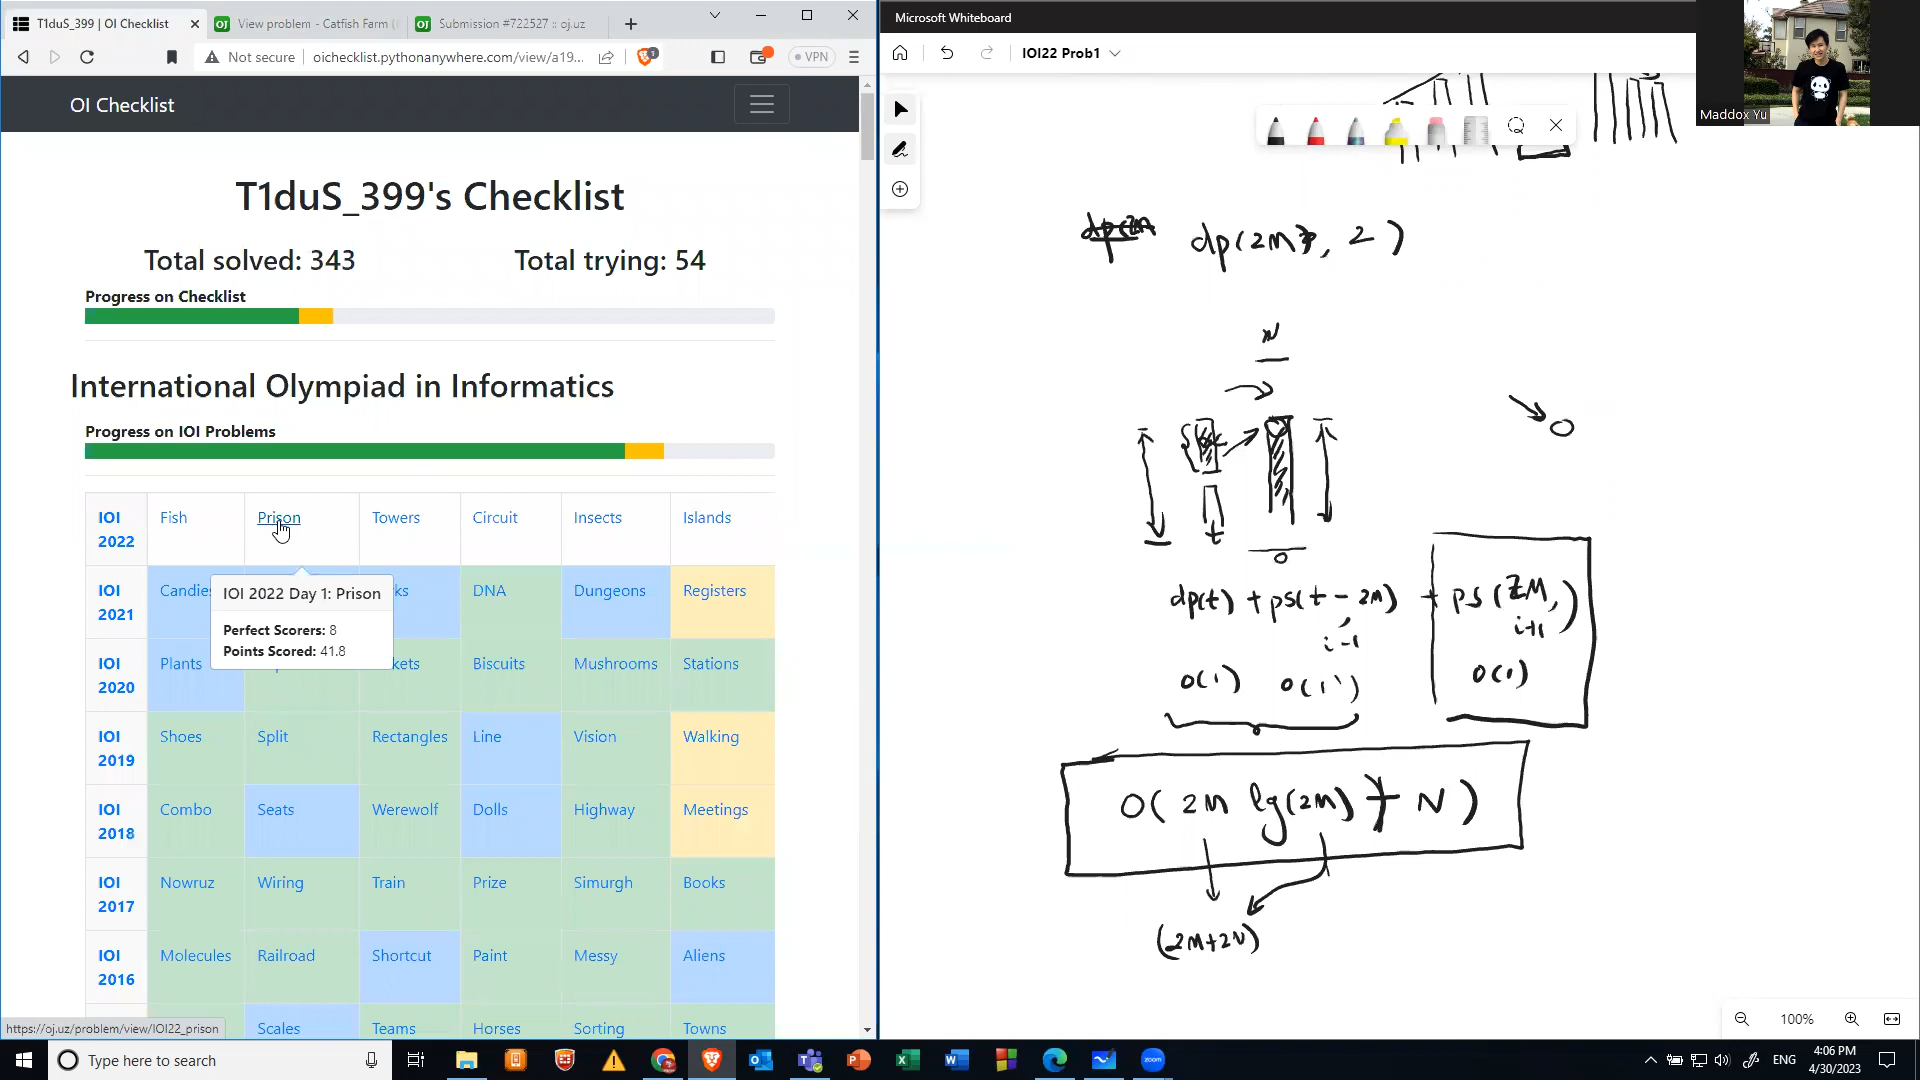 T1duS_399 | OI Checklist
View problem - Catfish Farm (
Submission #722527 :: oj.uz
Not secure
oichecklist.pythonanywhere.com/view/a19...
VPN
OI Checklist
T1duS_399's Checklist
Total solved: 343
Total trying: 54
Progress on Checklist
International Olympiad in Informatics
Progress on IOI Problems
IOI 2022 Fish Prison Towers Circuit Insects Islands
IOI 2022 Day 1: Prison
Perfect Scorers: 8
Points Scored: 41.8
IOI 2021 Candies DNA Dungeons Registers
IOI 2020 Plants Biscuits Mushrooms Stations
IOI 2019 Shoes Split Rectangles Line Vision Walking
IOI 2018 Combo Seats Werewolf Dolls Highway Meetings
IOI 2017 Nowruz Wiring Train Prize Simurgh Books
IOI 2016 Molecules Railroad Shortcut Paint Messy Aliens
Scales Teams Horses Sorting Towns
https://oj.uz/problem/view/IOI22_prison
Microsoft Whiteboard
IOI22 Prob1
Maddox Yu
dp(2M, 2)
N
t
0
dp(t) + ps(t - 2M, i-1) + ps(2M, i+1)
O(1) O(1) O(1)
O( 2M lg(2M) + N )
(2M+2N)
100%
Type here to search
zoom
ENG
4:06 PM
4/30/2023